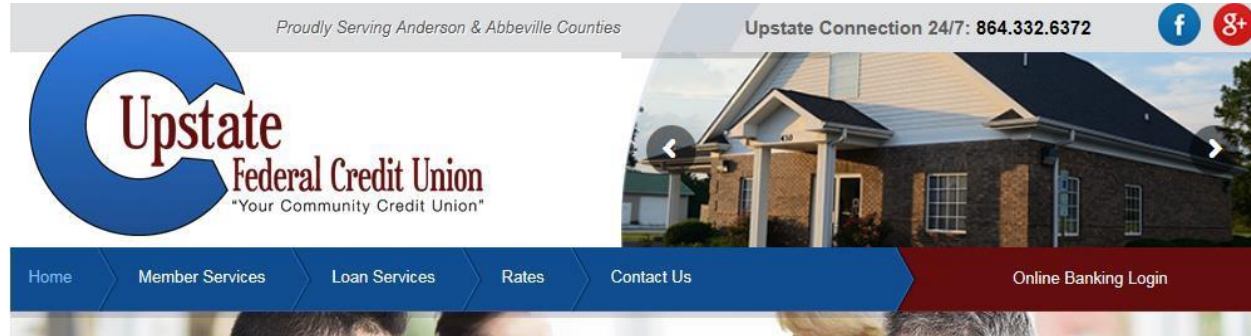 Proudly Serving Anderson & Abbeville Counties
Upstate Connection 24/7: 864.332.6372
f
g+
Upstate
Federal Credit Union
"Your Community Credit Union"
Home
Member Services
Loan Services
Rates
Contact Us
Online Banking Login